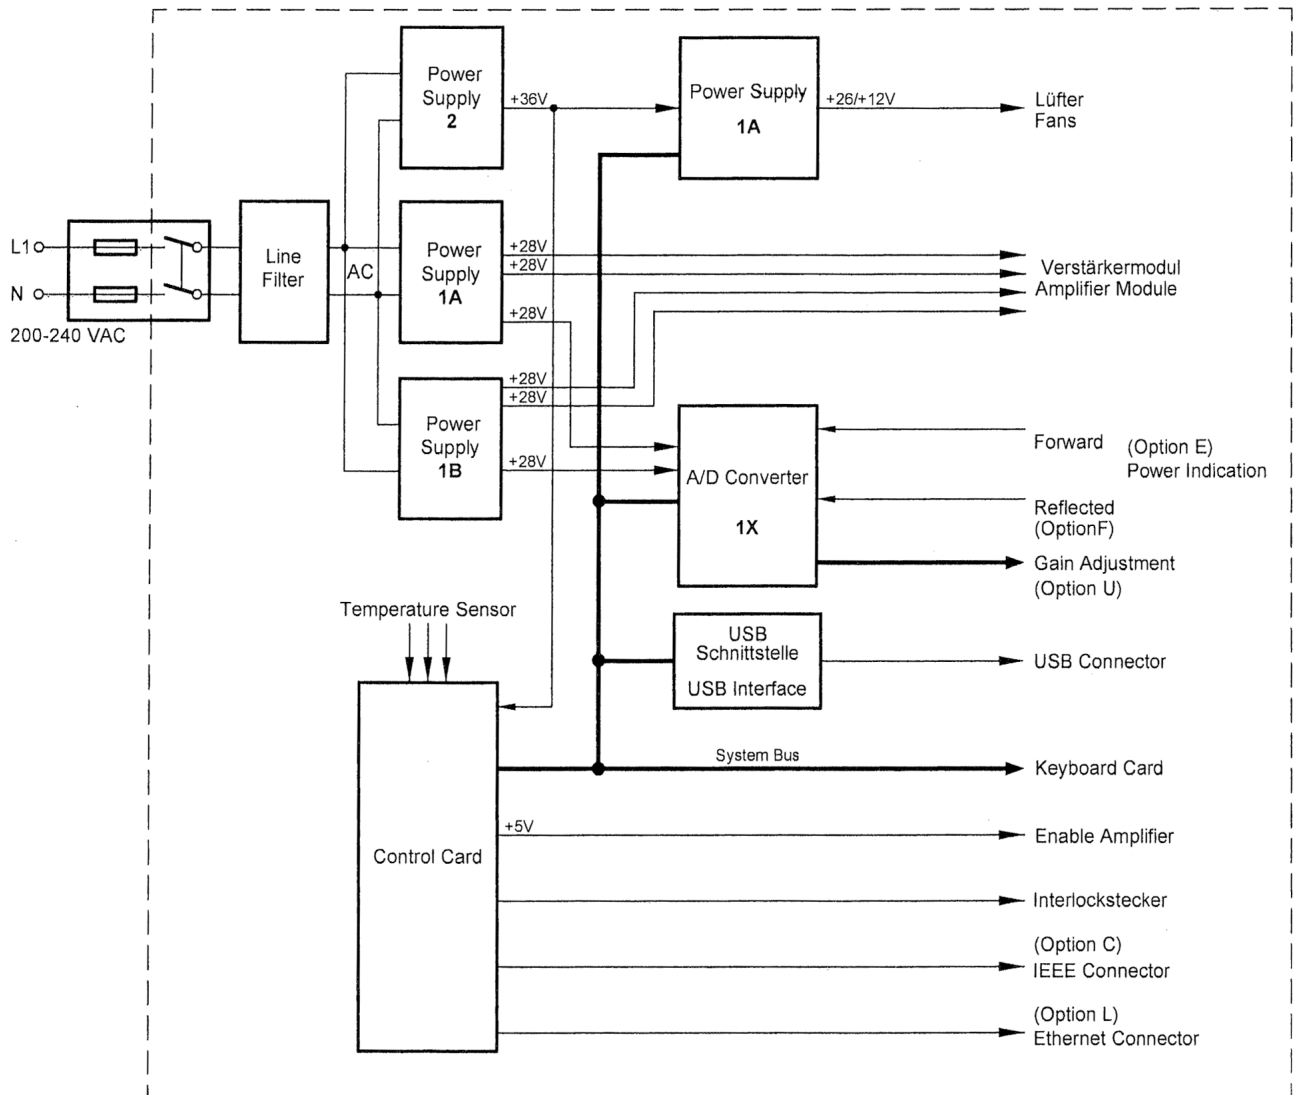 Power
Supply
2
+36V
Power Supply
1A
+26/+12V
Lüfter
Fans
L1
N
200-240 VAC
Line
Filter
AC
Power
Supply
1A
+28V
+28V
+28V
Verstärkermodul
Amplifier Module
Power
Supply
1B
+28V
+28V
+28V
A/D Converter
1X
Forward
(Option E)
Power Indication
Reflected
(OptionF)
Gain Adjustment
(Option U)
Temperature Sensor
USB
Schnittstelle
USB Interface
USB Connector
System Bus
Keyboard Card
Control Card
+5V
Enable Amplifier
Interlockstecker
(Option C)
IEEE Connector
(Option L)
Ethernet Connector